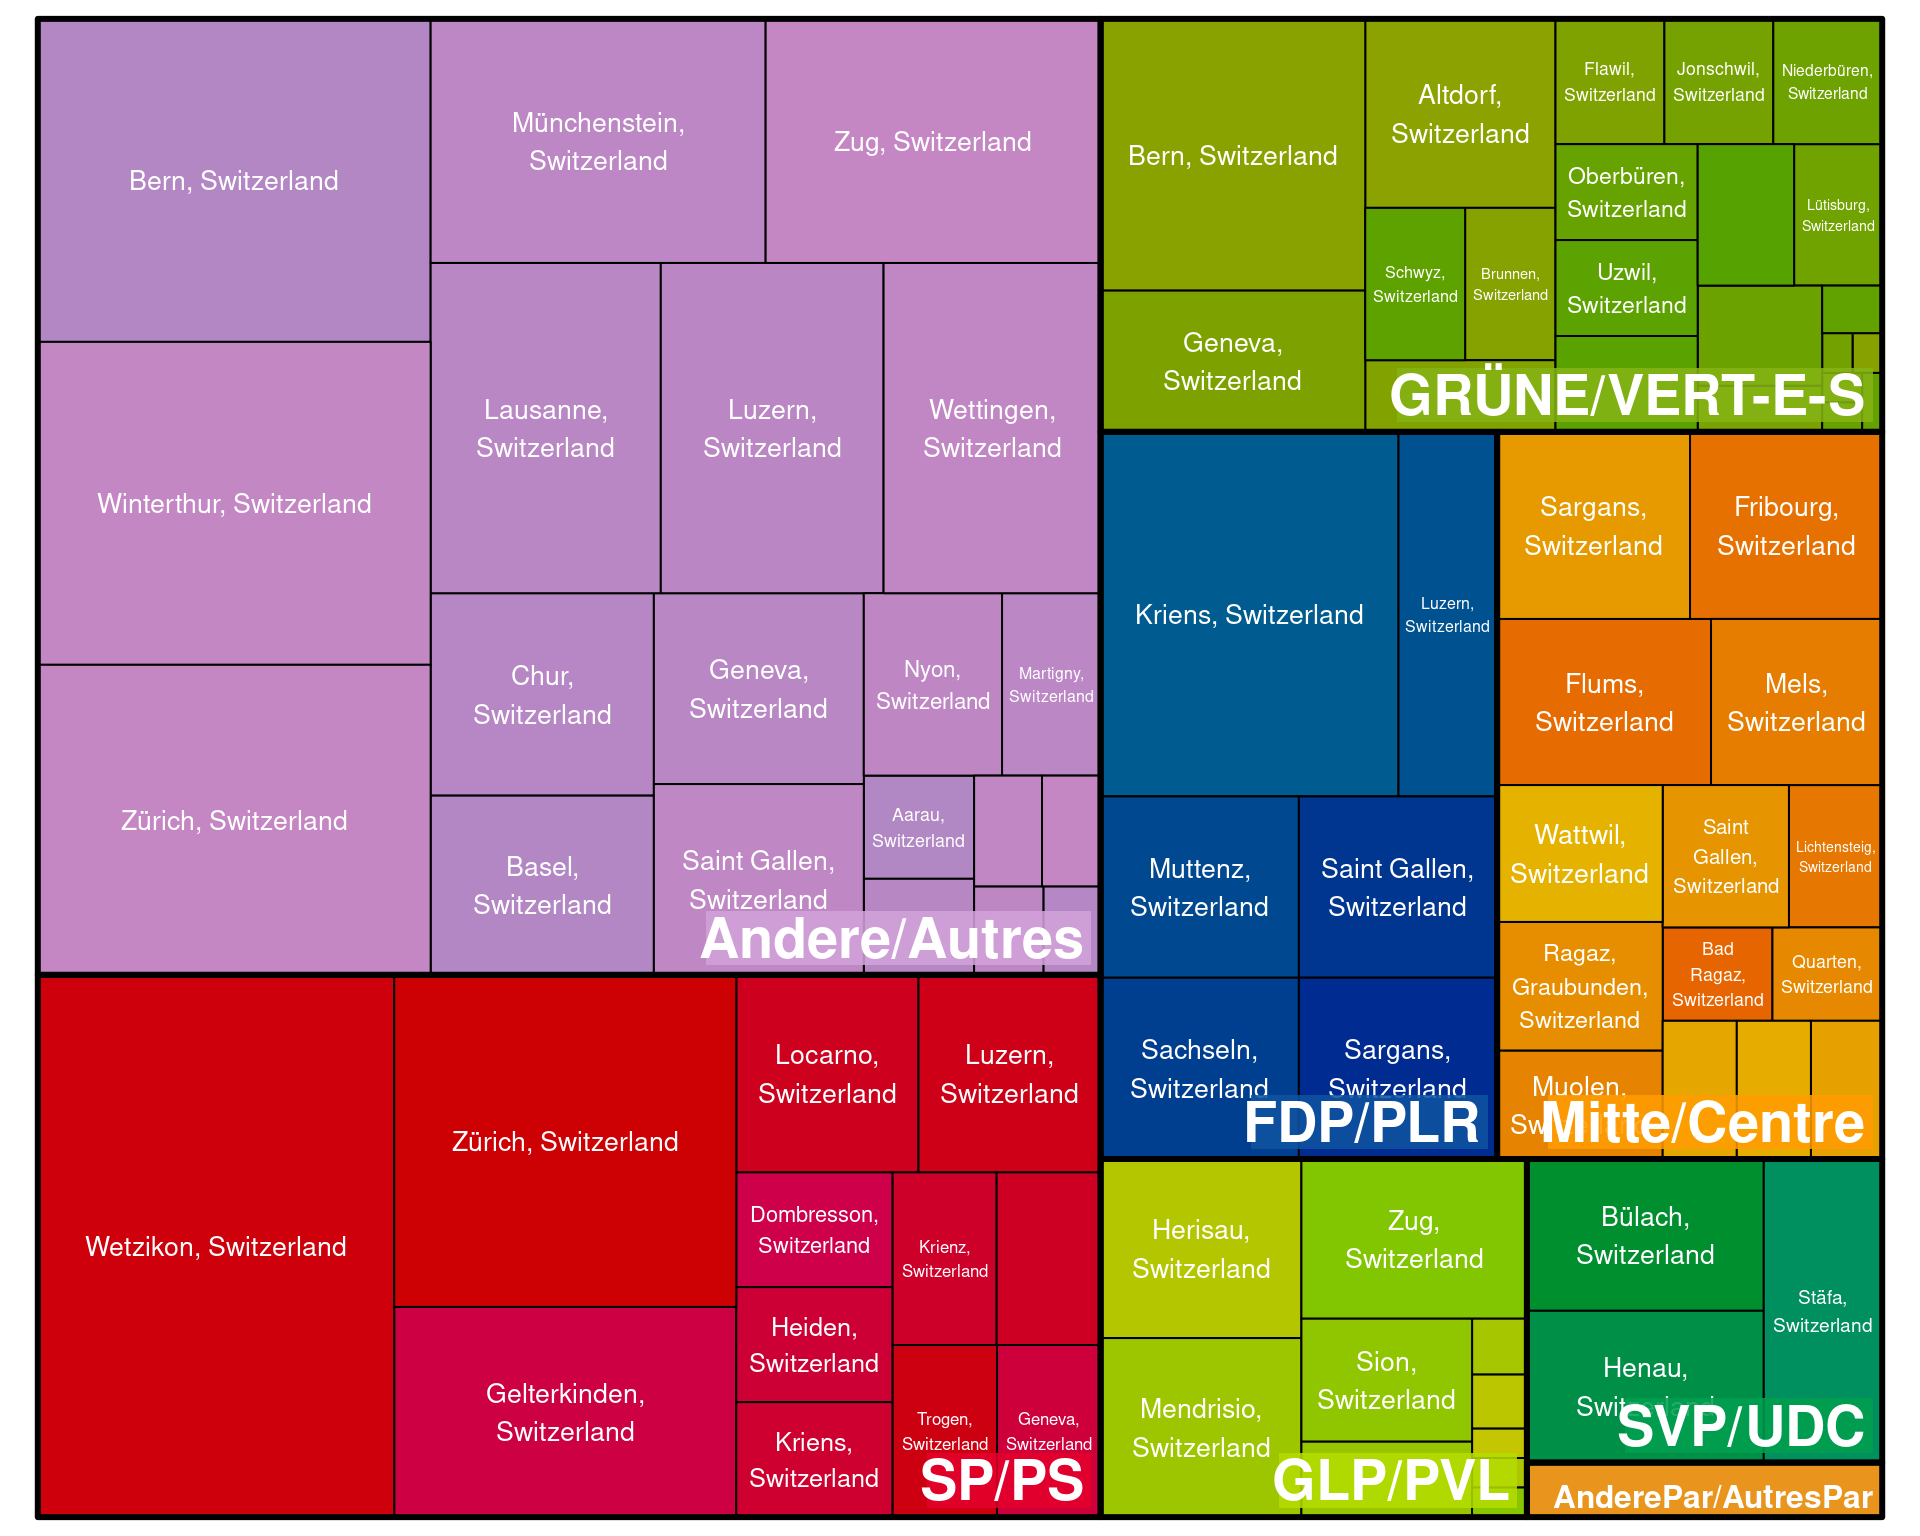 Bern, Switzerland
Münchenstein,
Switzerland
Zug, Switzerland
Winterthur, Switzerland
Lausanne,
Switzerland
Luzern,
Switzerland
Wettingen,
Switzerland
Zürich, Switzerland
Chur,
Switzerland
Geneva,
Switzerland
Nyon,
Switzerland
Martigny,
Switzerland
Basel,
Switzerland
Saint Gallen,
Switzerland
Aarau,
Switzerland
Andere/Autres
Wetzikon, Switzerland
Zürich, Switzerland
Gelterkinden,
Switzerland
Locarno,
Switzerland
Luzern,
Switzerland
Dombresson,
Switzerland
Krienz,
Switzerland
Heiden,
Switzerland
Kriens,
Switzerland
Trogen,
Switzerland
Geneva,
Switzerland
SP/PS
Bern, Switzerland
Geneva,
Switzerland
Altdorf,
Switzerland
Schwyz,
Switzerland
Brunnen,
Switzerland
Flawil,
Switzerland
Jonschwil,
Switzerland
Niederbüren,
Switzerland
Oberbüren,
Switzerland
Lütisburg,
Switzerland
Uzwil,
Switzerland
GRÜNE/VERT-E-S
Kriens, Switzerland
Luzern,
Switzerland
Muttenz,
Switzerland
Saint Gallen,
Switzerland
Sachseln,
Switzerland
Sargans,
Switzerland
FDP/PLR
Sargans,
Switzerland
Fribourg,
Switzerland
Flums,
Switzerland
Mels,
Switzerland
Wattwil,
Switzerland
Saint
Gallen,
Switzerland
Lichtensteig,
Switzerland
Ragaz,
Graubunden,
Switzerland
Bad
Ragaz,
Switzerland
Quarten,
Switzerland
Muolen,
Mitte/Centre
Herisau,
Switzerland
Zug,
Switzerland
Mendrisio,
Switzerland
Sion,
Switzerland
GLP/PVL
Bülach,
Switzerland
Stäfa,
Switzerland
Henau,
Switzerland
SVP/UDC
AnderePar/AutresPar